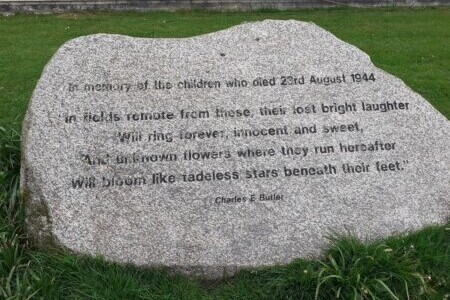 In memory of the children who died 23rd August 1944
"In fields remote from these, their lost bright laughter
Will ring forever, innocent and sweet,
And unknown flowers where they run hereafter
Will bloom like fadeless stars beneath their feet."
Charles E Butler